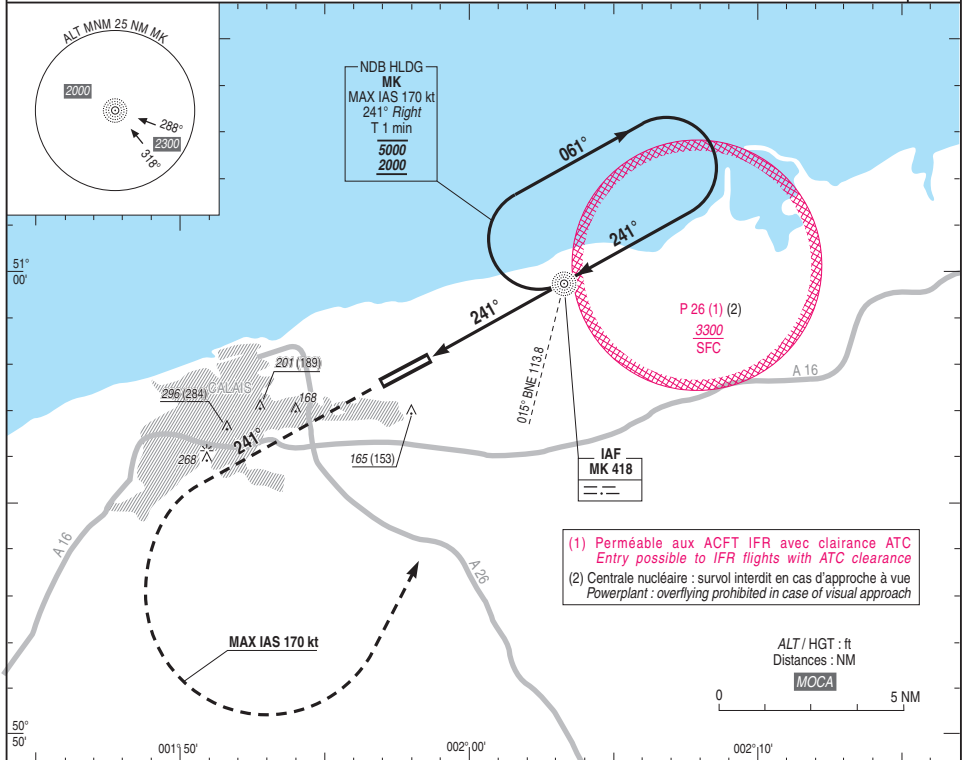 ALT MNM 25 NM MK
2000
288°
2300
318°
NDB HLDG
MK
MAX IAS 170 kt
241° Right
T 1 min
5000
2000
061°
241°
51°
00'
241°
P 26 (1) (2)
3300
SFC
015° BNE 113.8
A 16
CALAIS
201 (189)
296 (284)
168
241°
268
165 (153)
IAF
MK 418
A 16
A 26
(1) Perméable aux ACFT IFR avec clairance ATC
Entry possible to IFR flights with ATC clearance
(2) Centrale nucléaire : survol interdit en cas d'approche à vue
Powerplant : overflying prohibited in case of visual approach
MAX IAS 170 kt
ALT / HGT : ft
Distances : NM
MOCA
0 5 NM
50°
50'
001°50'
002°00'
002°10'